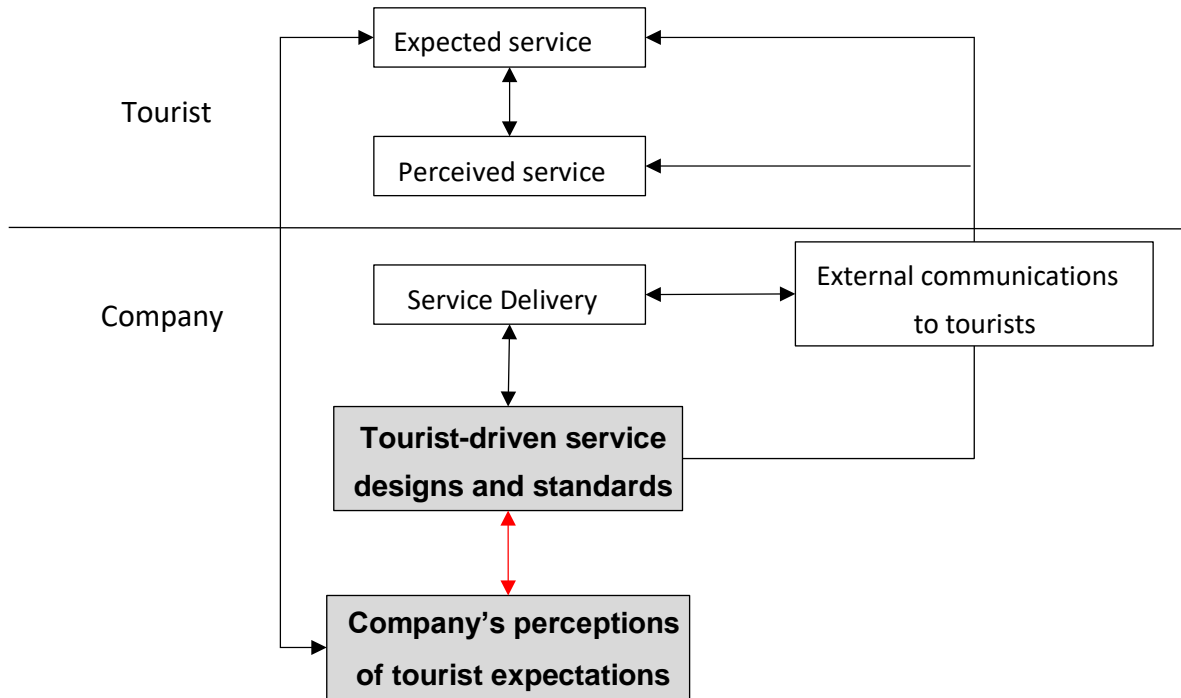 Expected service
Tourist
Perceived service
External communications
to tourists
Service Delivery
Company
Tourist-driven service
designs and standards
Company’s perceptions
of tourist expectations